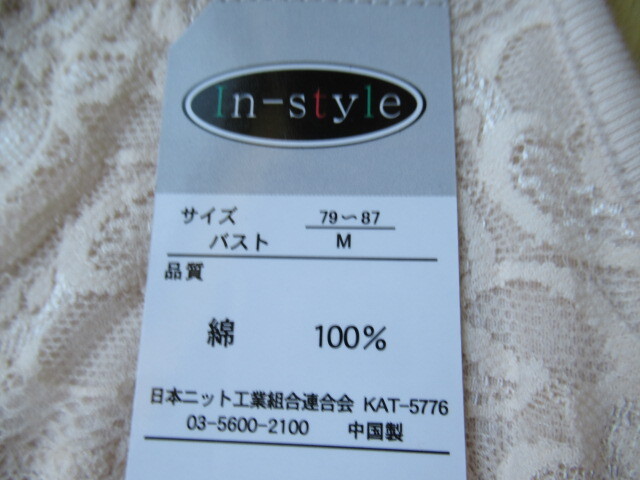 In-style
サイズ 79〜87
バスト M
品質
綿 100%
日本ニット工業組合連合会 KAT-5776
03-5600-2100 中国製